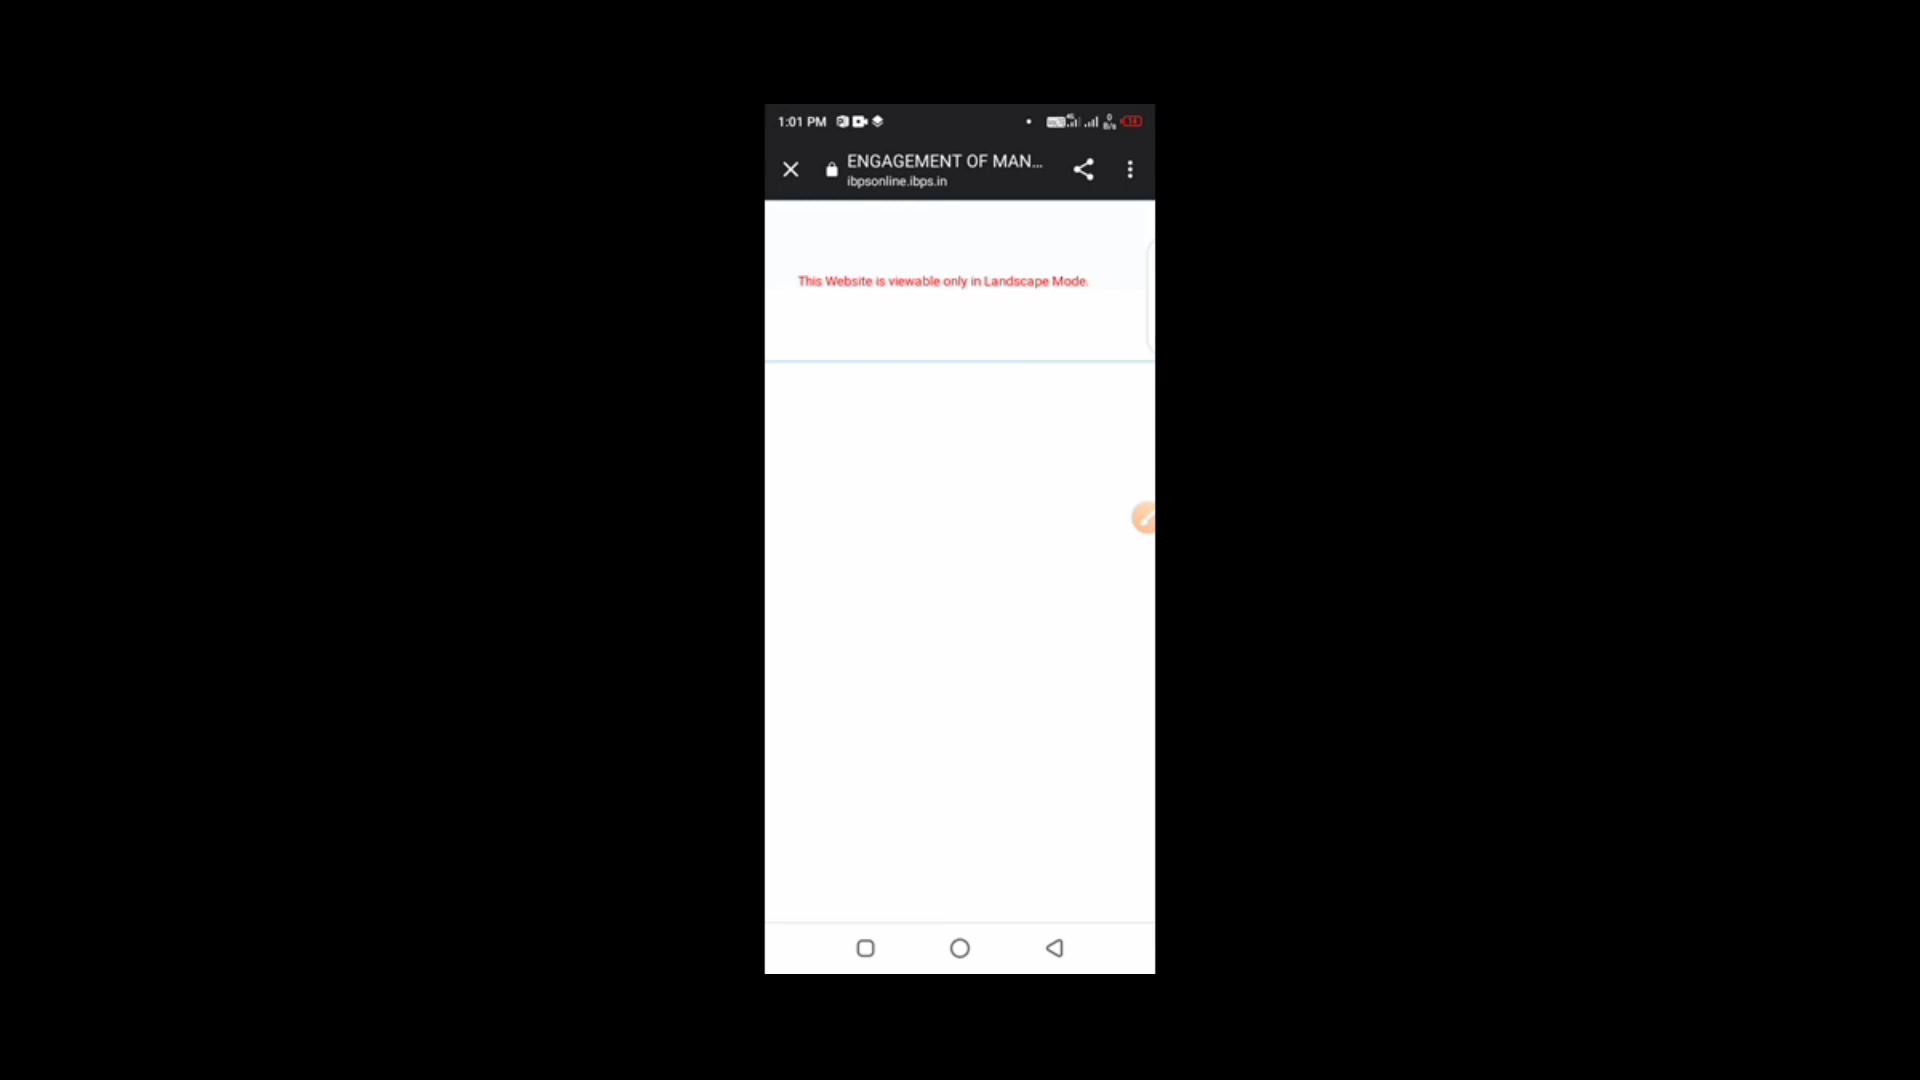 1:01 PM
ENGAGEMENT OF MAN...
ibpsonline.ibps.in
This Website is viewable only in Landscape Mode.